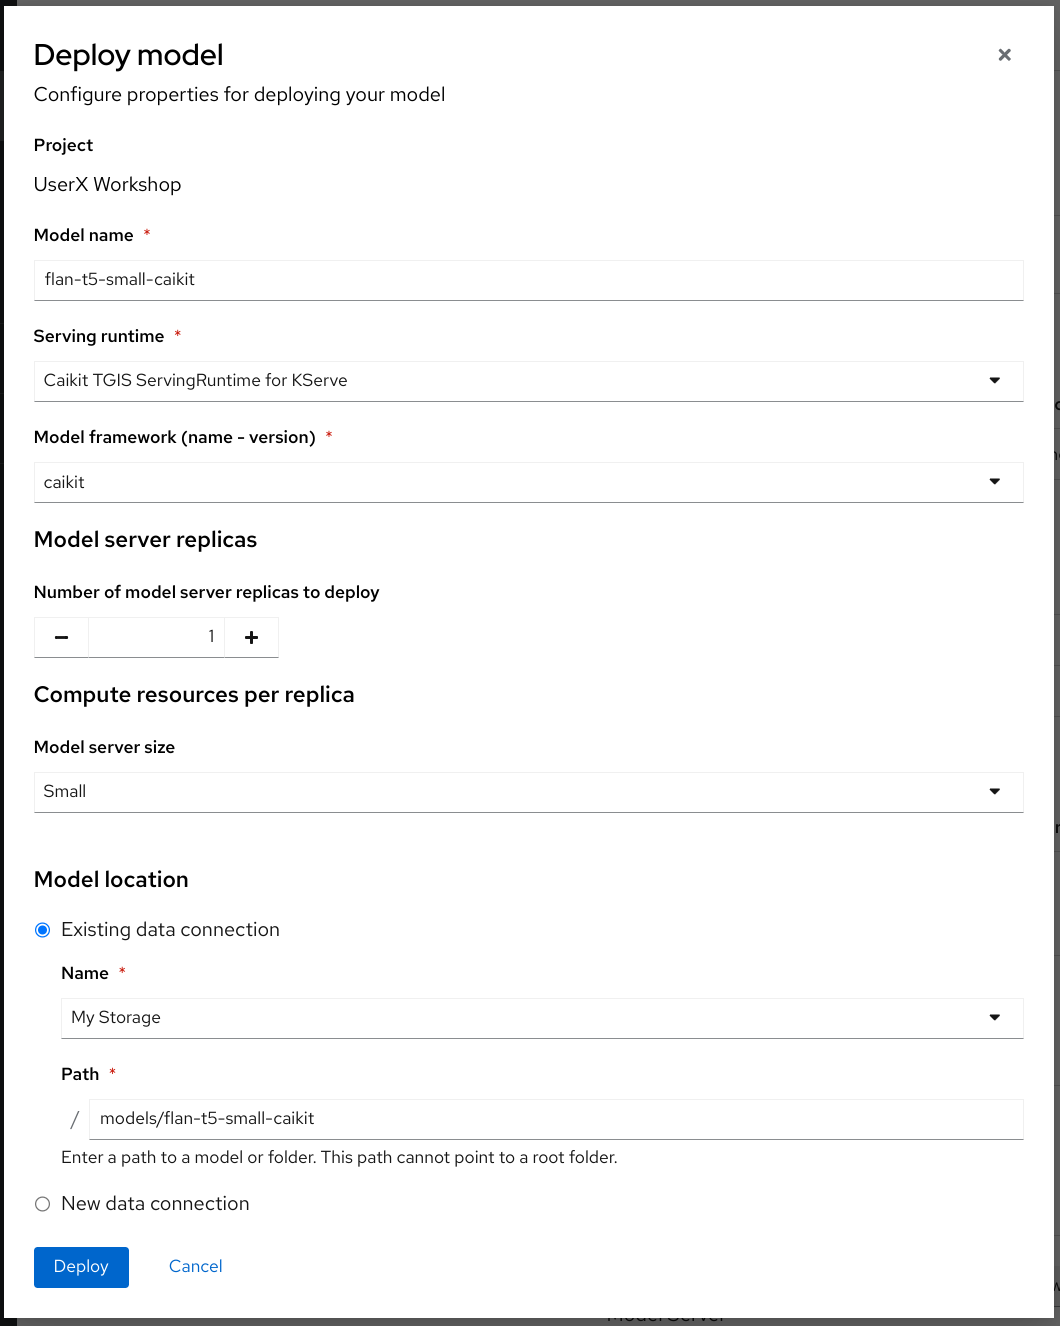 Deploy model
Configure properties for deploying your model
Project
UserX Workshop
Model name *
flan-t5-small-caikit
Serving runtime *
Caikit TGIS ServingRuntime for KServe
Model framework (name - version) *
caikit
Model server replicas
Number of model server replicas to deploy
1
Compute resources per replica
Model server size
Small
Model location
Existing data connection
Name *
My Storage
Path *
/ models/flan-t5-small-caikit
Enter a path to a model or folder. This path cannot point to a root folder.
New data connection
Deploy Cancel